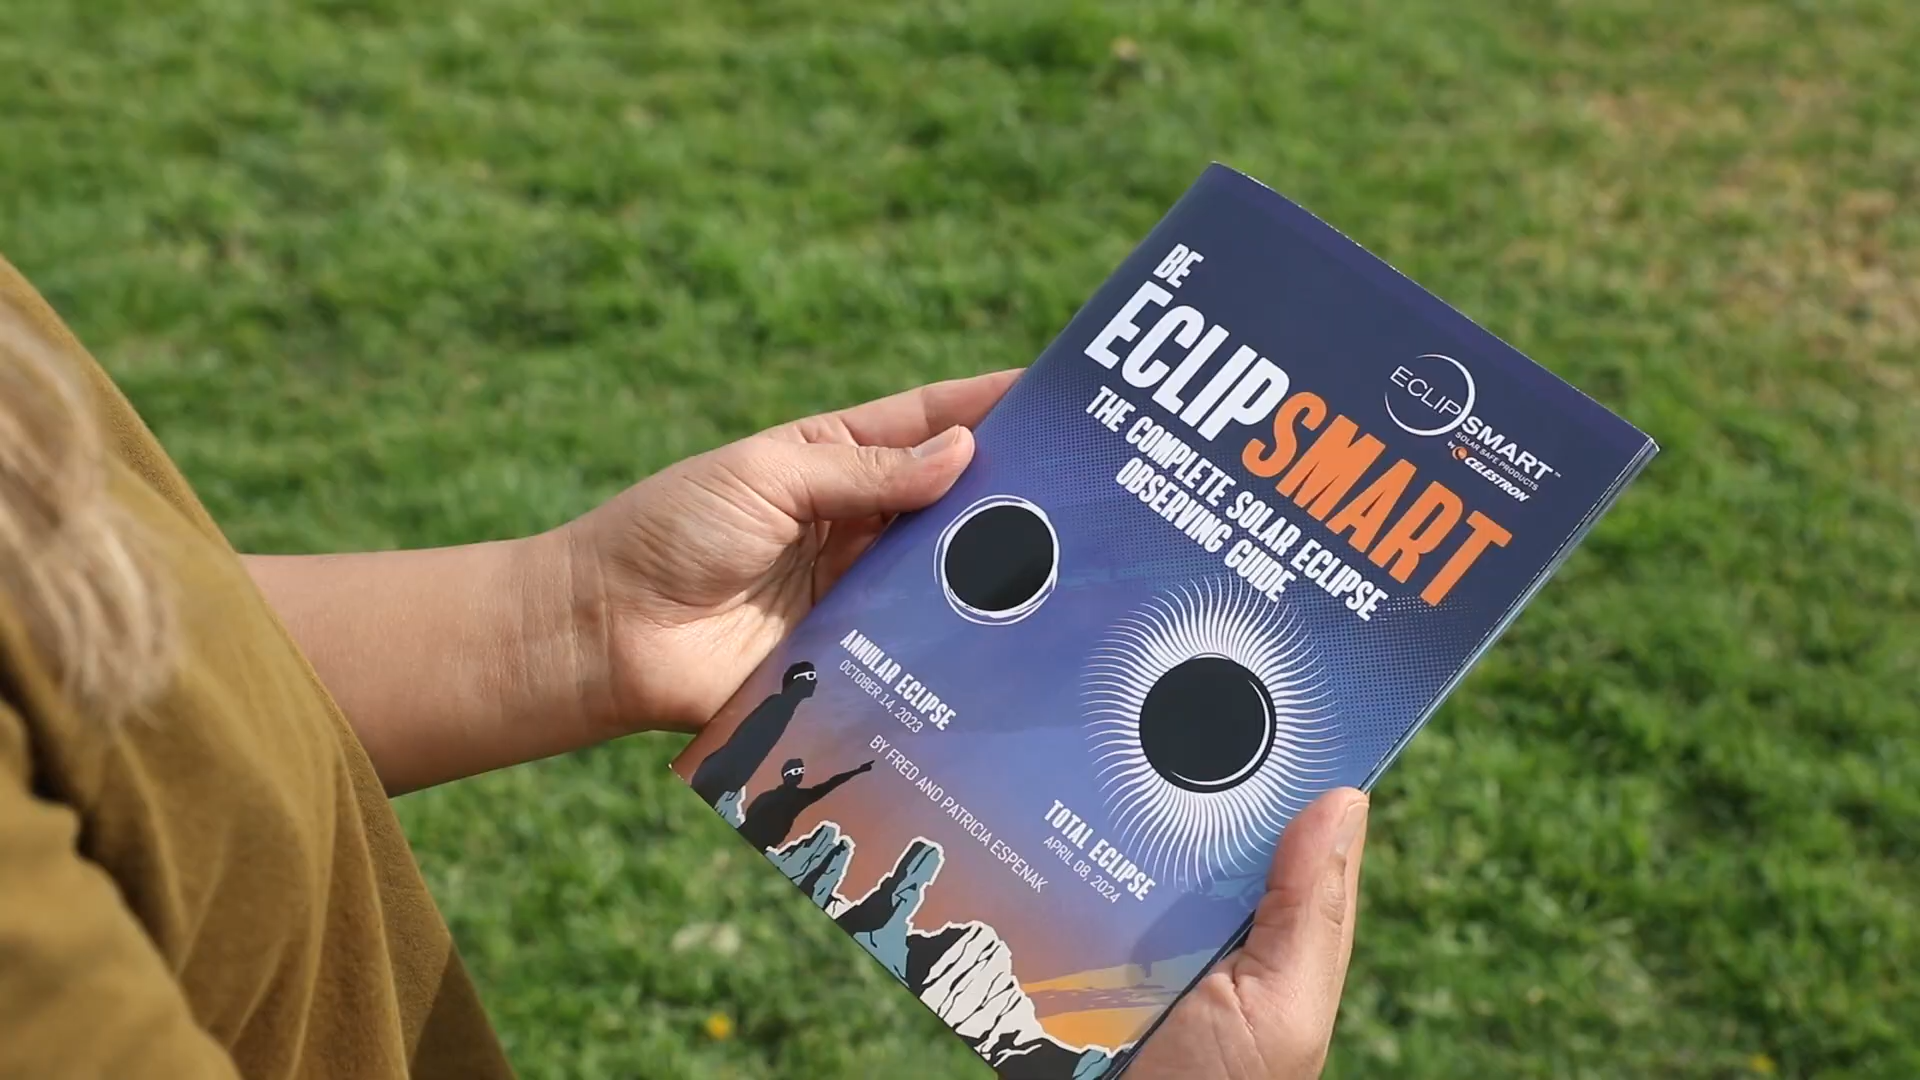 BE
ECLIPSMART
THE COMPLETE SOLAR ECLIPSE
OBSERVING GUIDE
ECLIPSMART™
SOLAR SAFE PRODUCTS
by CELESTRON
ANNULAR ECLIPSE
OCTOBER 14, 2023
BY FRED AND PATRICIA ESPENAK
TOTAL ECLIPSE
APRIL 08, 2024